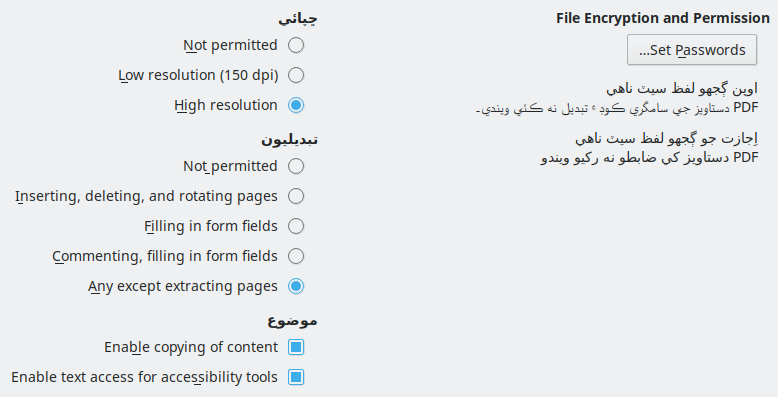 File Encryption and Permission
...Set Passwords
اوپن ڳجهو لفظ سيٽ ناهي
PDF دستاويز جي سامگري ڪوڊ ۾ تبديل نه ڪئي ويندي۔
اِجازت جو ڳجهو لفظ سيٽ ناهي
PDF دستاويز کي ضابطو نه رکيو ويندو
ڇپائي
Not permitted
Low resolution (150 dpi)
High resolution
تبديليون
Not permitted
Inserting, deleting, and rotating pages
Filling in form fields
Commenting, filling in form fields
Any except extracting pages
موضوع
Enable copying of content
Enable text access for accessibility tools